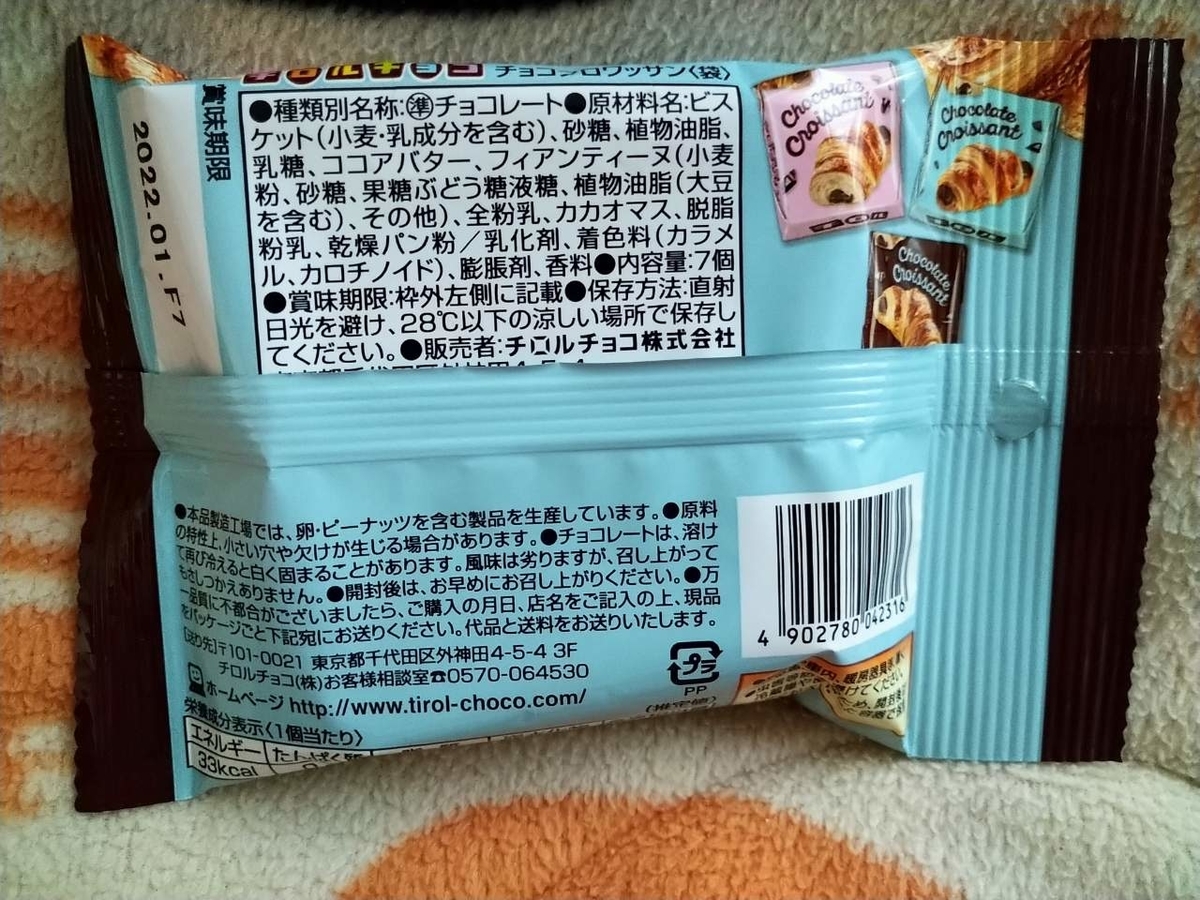 チロルチョコ チョコクロワッサン〈袋〉
賞味期限
2022-01-F7
●種類別名称:準チョコレート●原材料名:ビス
ケット(小麦・乳成分を含む)、砂糖、植物油脂、
乳糖、ココアバター、フィアンティーヌ(小麦
粉、砂糖、果糖ぶどう糖液糖、植物油脂(大豆
を含む)、その他)、全粉乳、カカオマス、脱脂
粉乳、乾燥パン粉/乳化剤、着色料(カラメ
ル、カロチノイド)、膨脹剤、香料●内容量:7個
●賞味期限:枠外左側に記載●保存方法:直射
日光を避け、28℃以下の涼しい場所で保存し
てください。●販売者:チロルチョコ株式会社
Chocolate
Croissant
Chocolate
Croissant
Chocolate
Croissant
●本品製造工場では、卵・ピーナッツを含む製品を生産しています。●原料
の特性上、小さい穴や欠けが生じる場合があります。●チョコレートは、溶け
て再び冷えると白く固まることがあります。風味は劣りますが、召し上がって
もさしつかえありません。●開封後は、お早めにお召し上がりください。●万
一品質に不都合がございましたら、ご購入の月日、店名をご記入の上、現品
をパッケージごと下記宛にお送りください。代品と送料をお送りいたします。
[送り先]〒101-0021 東京都千代田区外神田4-5-4 3F
チロルチョコ(株)お客様相談室☎0570-064530
ホームページ http://www.tirol-choco.com/
プラ
PP
4 902780 042316
栄養成分表示〈1個当たり〉
(推定値)
エネルギー たんぱく質
33kcal